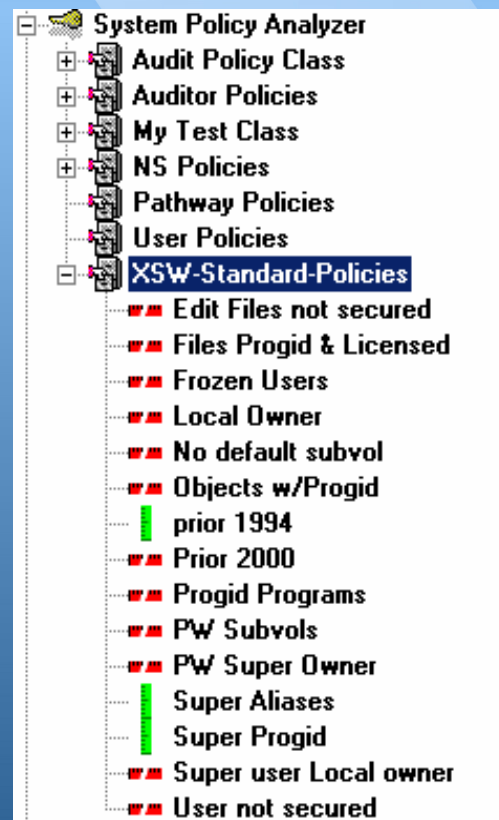 System Policy Analyzer
Audit Policy Class
Auditor Policies
My Test Class
NS Policies
Pathway Policies
User Policies
XSW-Standard-Policies
Edit Files not secured
Files Progid & Licensed
Frozen Users
Local Owner
No default subvol
Objects w/Progid
prior 1994
Prior 2000
Progid Programs
PW Subvols
PW Super Owner
Super Aliases
Super Progid
Super user Local owner
User not secured